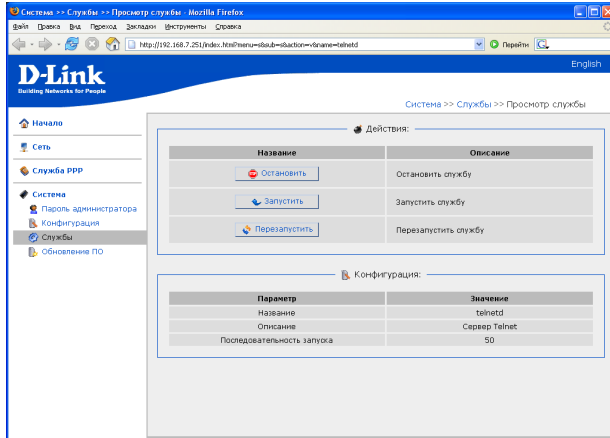 Система >> Службы >> Просмотр службы - Mozilla Firefox
Файл Правка Вид Переход Закладки Инструменты Справка
http://192.168.7.251/index.html?menu=s&sub=s&action=v&name=telnetd Перейти
English
D-Link
Building Networks for People
Система >> Службы >> Просмотр службы
Начало
Сеть
Служба PPP
Система
Пароль администратора
Конфигурация
Службы
Обновление ПО
Действия:
Название Описание
Остановить Остановить службу
Запустить Запустить службу
Перезапустить Перезапустить службу
Конфигурация:
Параметр Значение
Название telnetd
Описание Сервер Telnet
Последовательность запуска 50